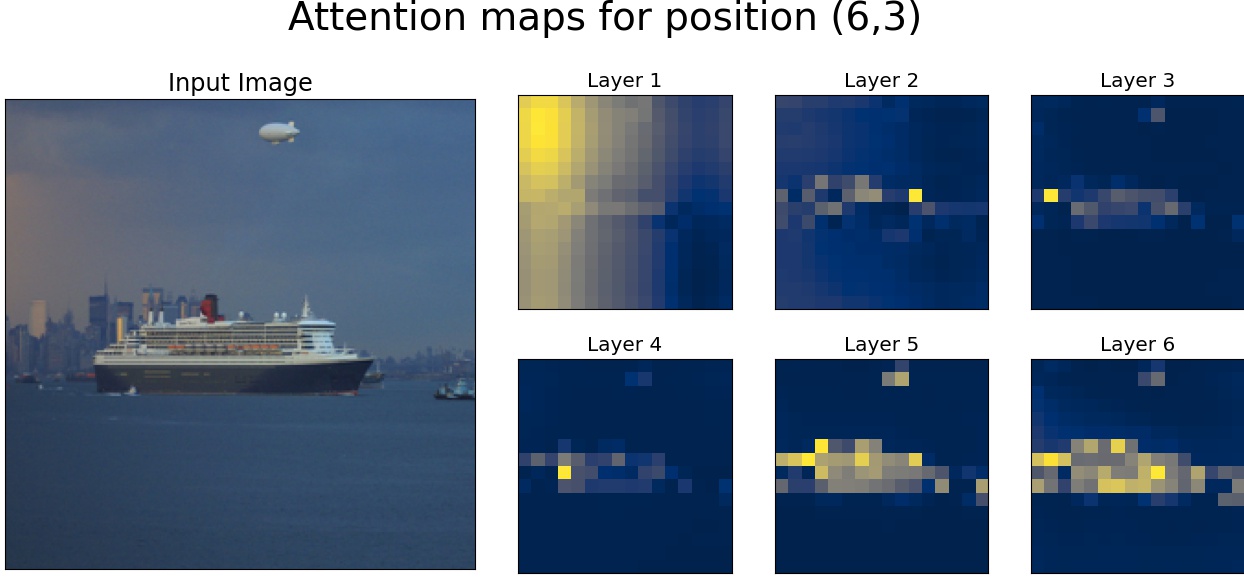 Attention maps for position (6,3)
Input Image
Layer 1
Layer 2
Layer 3
Layer 4
Layer 5
Layer 6